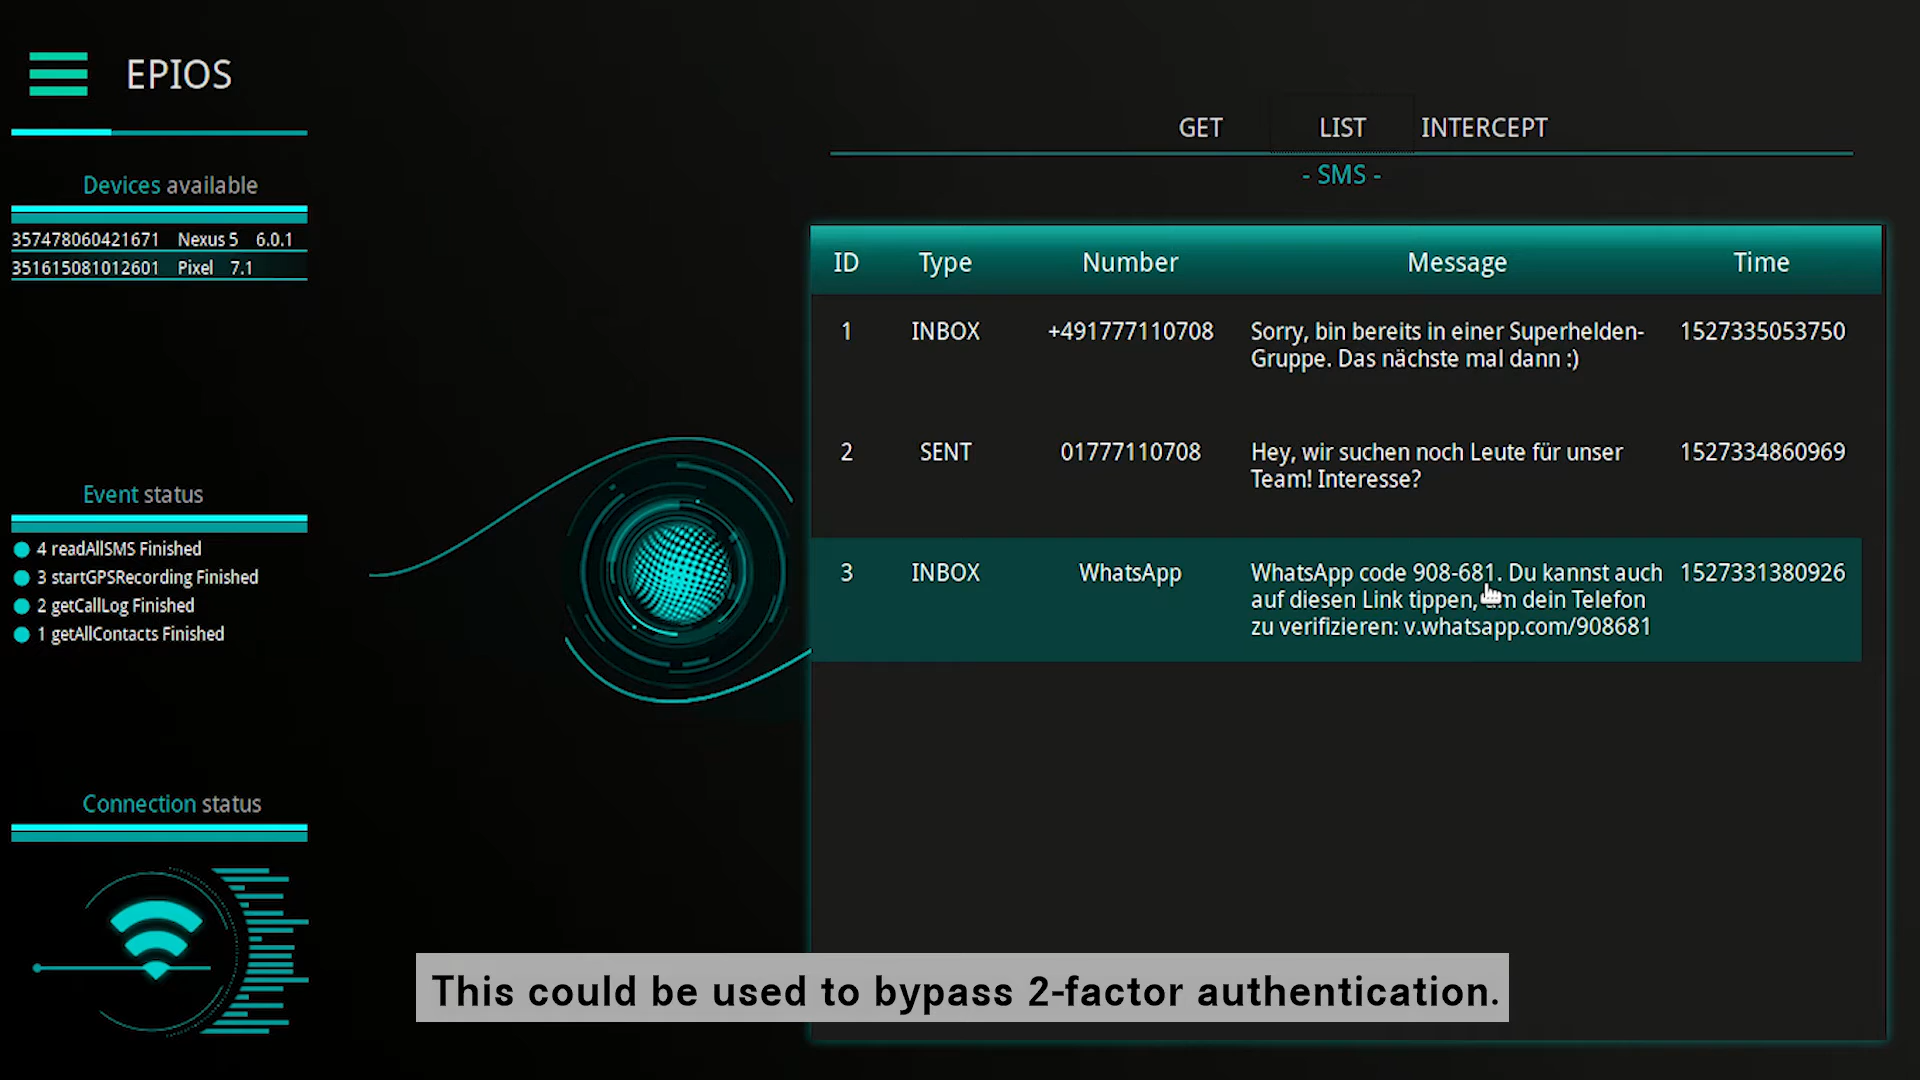 EPIOS
Devices available
357478060421671 Nexus 5 6.0.1
351615081012601 Pixel 7.1
Event status
4 readAllSMS Finished
3 startGPSRecording Finished
2 getCallLog Finished
1 getAllContacts Finished
Connection status
GET LIST INTERCEPT
- SMS -
ID Type Number Message Time
1 INBOX +491777110708 Sorry, bin bereits in einer Superhelden- 1527335053750
Gruppe. Das nächste mal dann :)
2 SENT 01777110708 Hey, wir suchen noch Leute für unser 1527334860969
Team! Interesse?
3 INBOX WhatsApp WhatsApp code 908-681. Du kannst auch 1527331380926
auf diesen Link tippen, um dein Telefon
zu verifizieren: v.whatsapp.com/908681
This could be used to bypass 2-factor authentication.